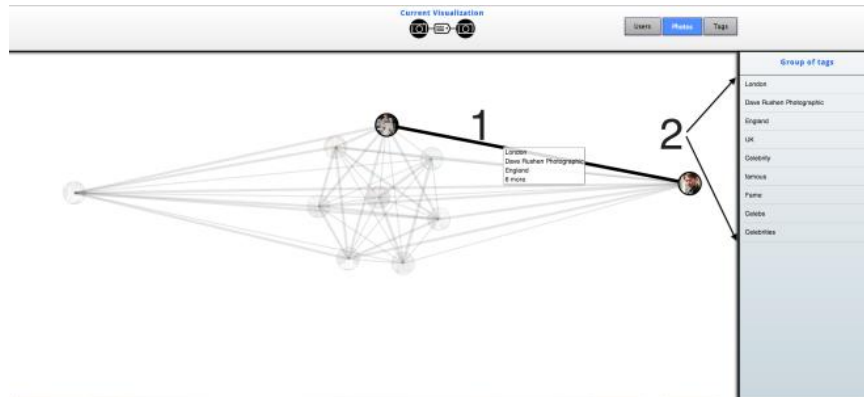 Current Visualization
Users
Photos
Tags
Group of tags
1
2
London
Dave Rushen Photographic
England
6 more
London
Dave Rushen Photographic
England
UK
Celebrity
famous
Fame
Celebs
Celebrities